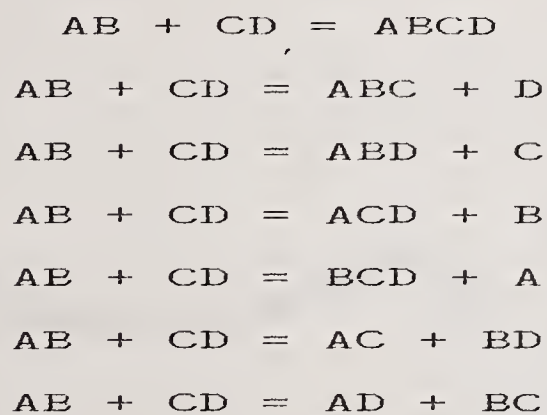 AB + CD = ABCD
AB + CD = ABC + D
AB + CD = ABD + C
AB + CD = ACD + B
AB + CD = BCD + A
AB + CD = AC + BD
AB + CD = AD + BC